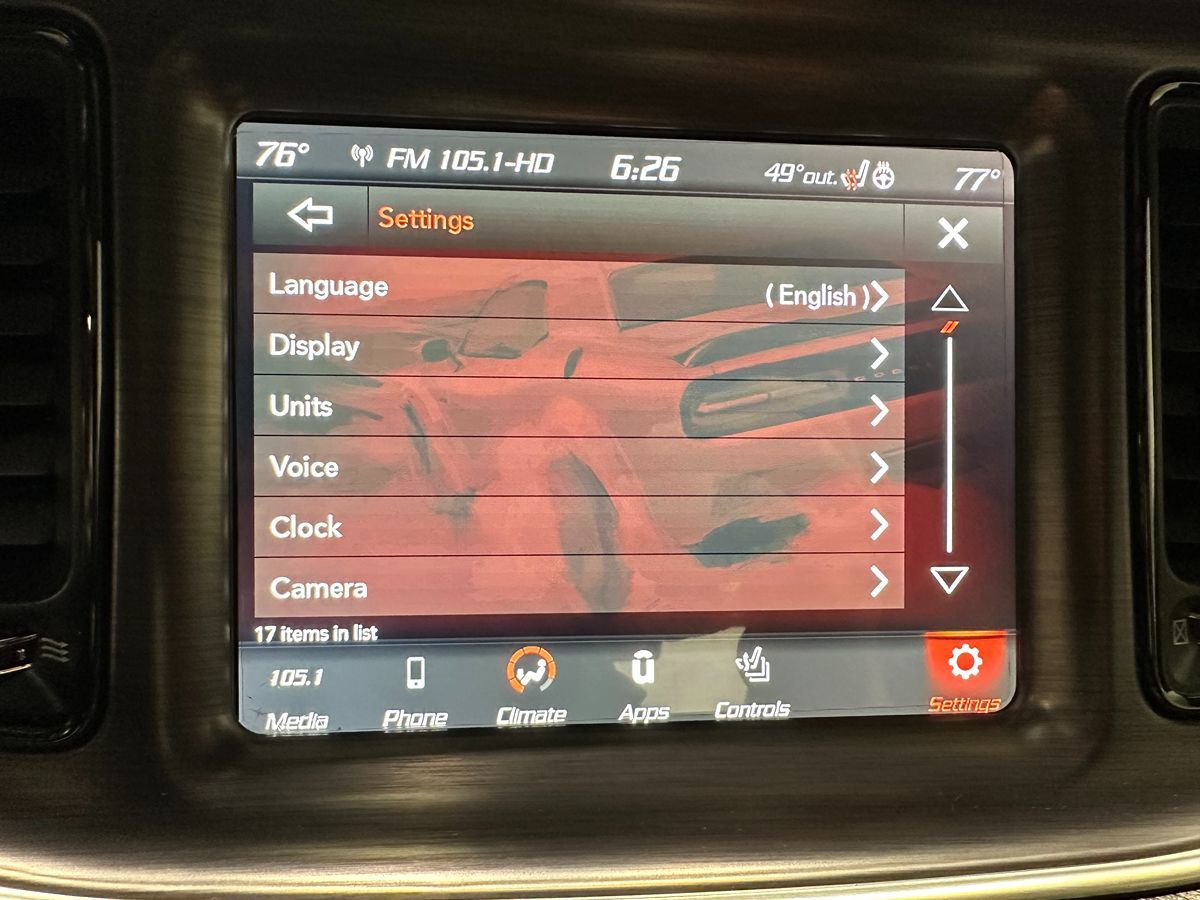 76° FM 105.1-HD 6:26 49°out. 77°
Settings
Language (English)
Display
Units
Voice
Clock
Camera
17 items in list
105.1
Media Phone Climate Apps Controls Settings